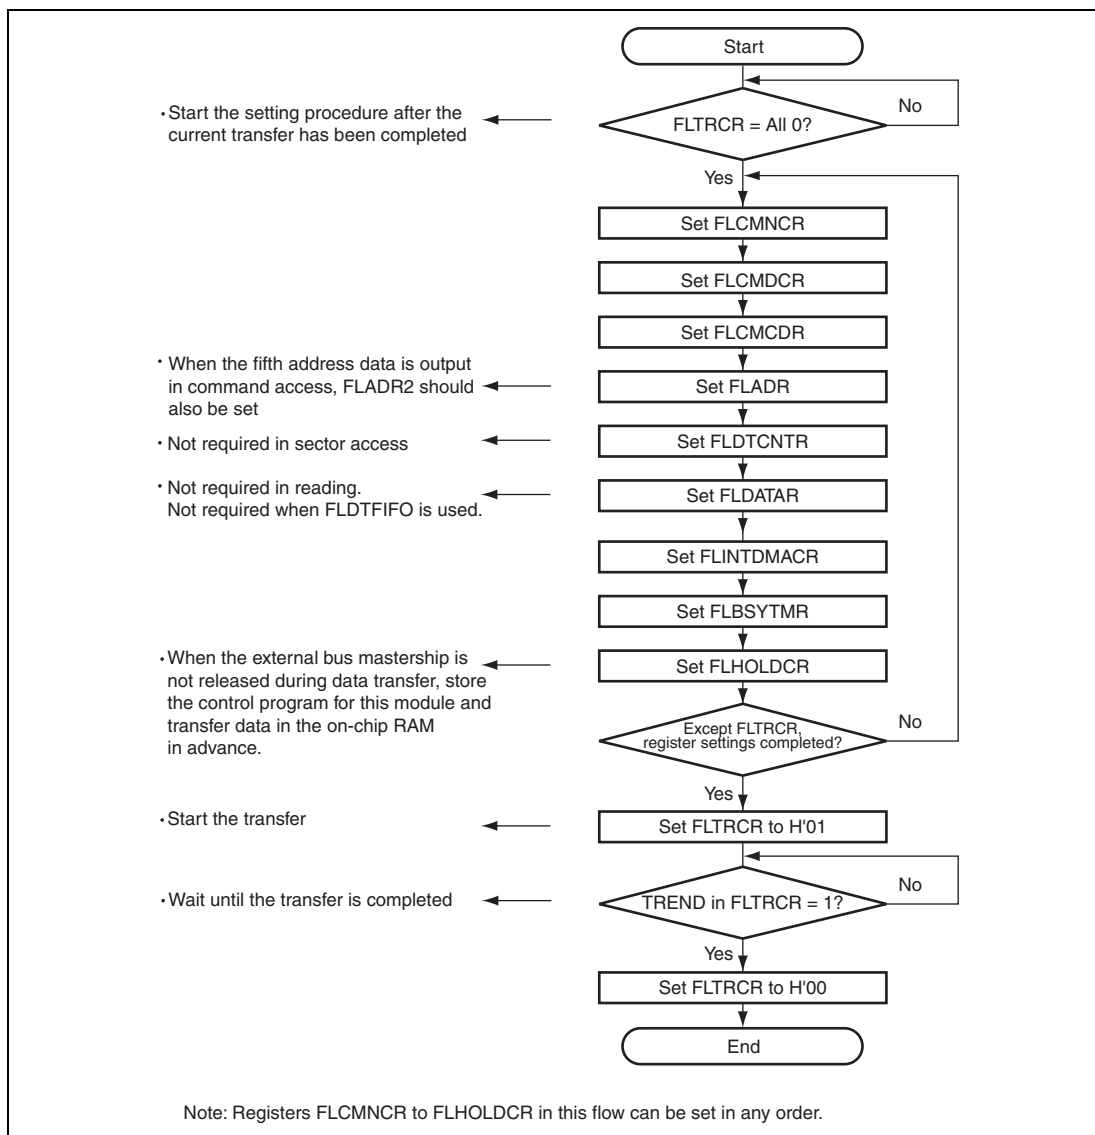 Start
FLTRCR = All 0?
No
・Start the setting procedure after the
current transfer has been completed
Yes
Set FLCMNCR
Set FLCMDCR
Set FLCMCDR
・When the fifth address data is output
in command access, FLADR2 should
also be set
Set FLADR
・Not required in sector access
Set FLDTCNTR
・Not required in reading.
Not required when FLDTFIFO is used.
Set FLDATAR
Set FLINTDMACR
Set FLBSYTMR
・When the external bus mastership is
not released during data transfer, store
the control program for this module and
transfer data in the on-chip RAM
in advance.
Set FLHOLDCR
Except FLTRCR,
register settings completed?
No
Yes
・Start the transfer
Set FLTRCR to H'01
・Wait until the transfer is completed
TREND in FLTRCR = 1?
No
Yes
Set FLTRCR to H'00
End
Note: Registers FLCMNCR to FLHOLDCR in this flow can be set in any order.